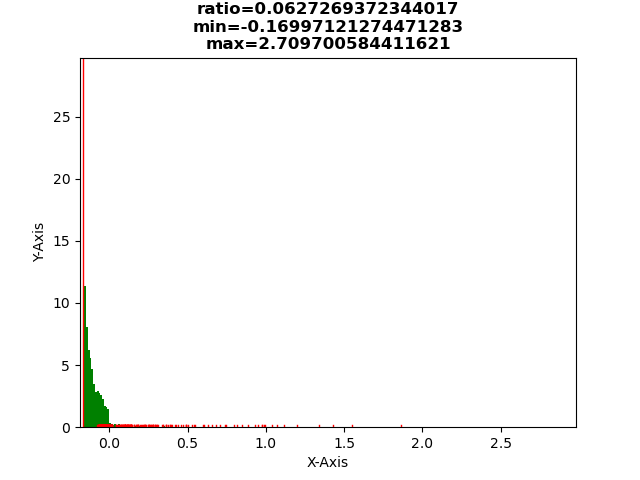 ratio=0.0627269372344017
min=-0.16997121274471283
max=2.709700584411621
25
20
15
10
5
0
Y-Axis
0.0 0.5 1.0 1.5 2.0 2.5
X-Axis